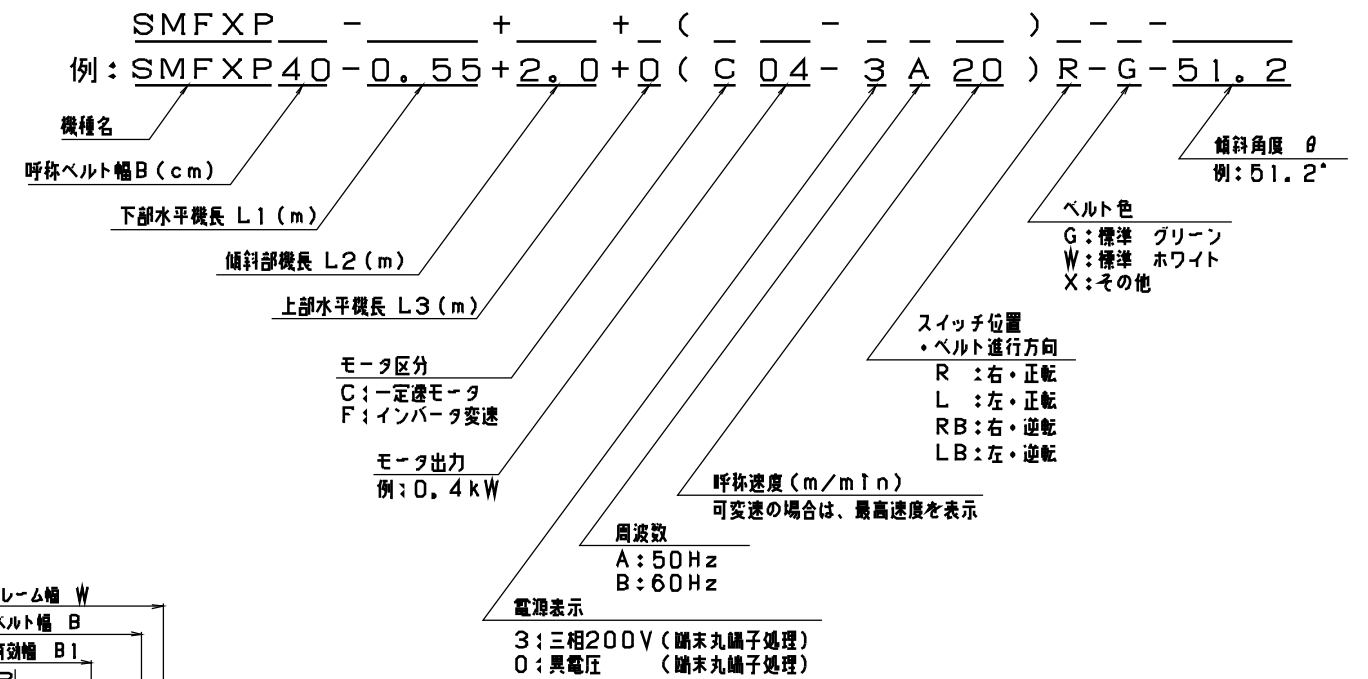 SMFXP__-____+___+_(_ __-_ _ __)_-_-____
例:SMFXP40-0.55+2.0+0(C04-3A20)R-G-51.2
機種名
呼称ベルト幅B(cm)
下部水平機長 L1(m)
傾斜部機長 L2(m)
上部水平機長 L3(m)
モータ区分
C:一定速モータ
F:インバータ変速
モータ出力
例:0.4kW
傾斜角度 θ
例:51.2°
ベルト色
G:標準 グリーン
W:標準 ホワイト
X:その他
スイッチ位置
・ベルト進行方向
R :右・正転
L :左・正転
RB:右・逆転
LB:左・逆転
呼称速度(m/min)
可変速の場合は、最高速度を表示
周波数
A:50Hz
B:60Hz
電源表示
3:三相200V(端末丸端子処理)
0:異電圧 (端末丸端子処理)
レーム幅 W
ベルト幅 B
有効幅 B1